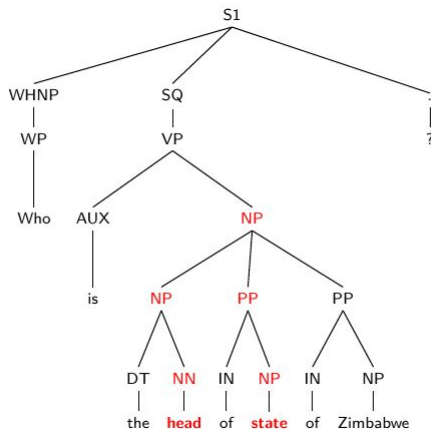 S1
WHNP SQ .
WP VP ?
Who AUX NP
is NP PP PP
DT NN IN NP IN NP
the head of state of Zimbabwe